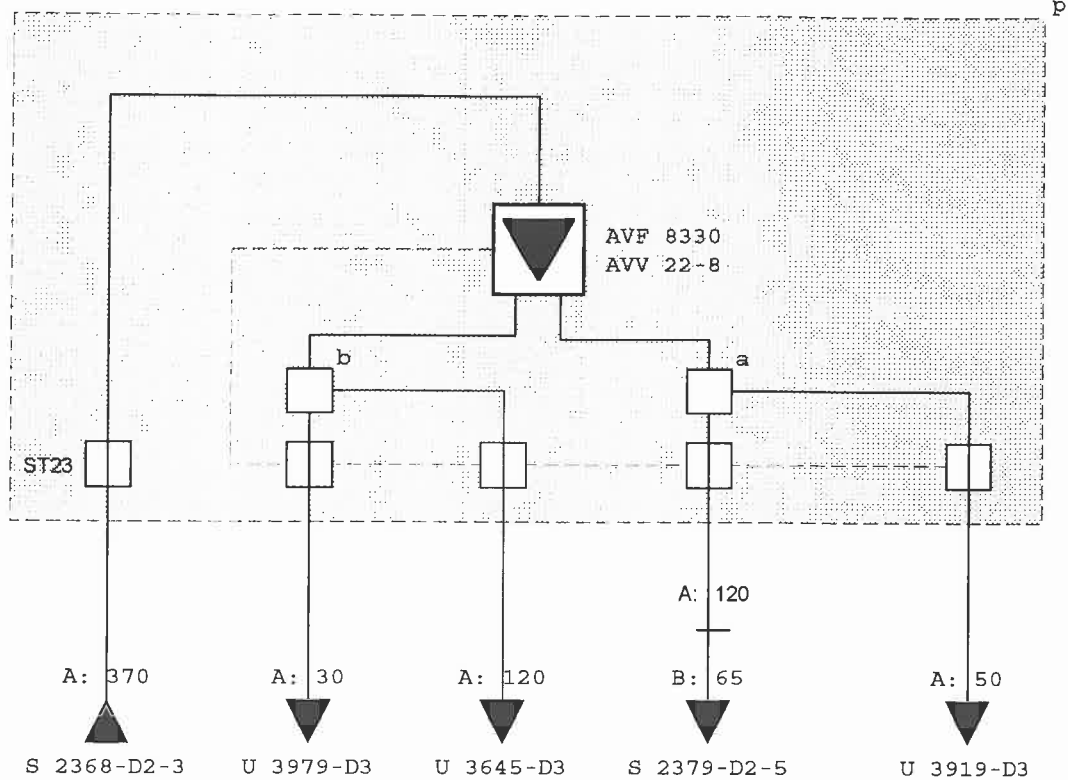 p
AVF 8330
AVV 22-8
b
a
ST23
A: 120
A: 370
A: 30
A: 120
B: 65
A: 50
S 2368-D2-3
U 3979-D3
U 3645-D3
S 2379-D2-5
U 3919-D3